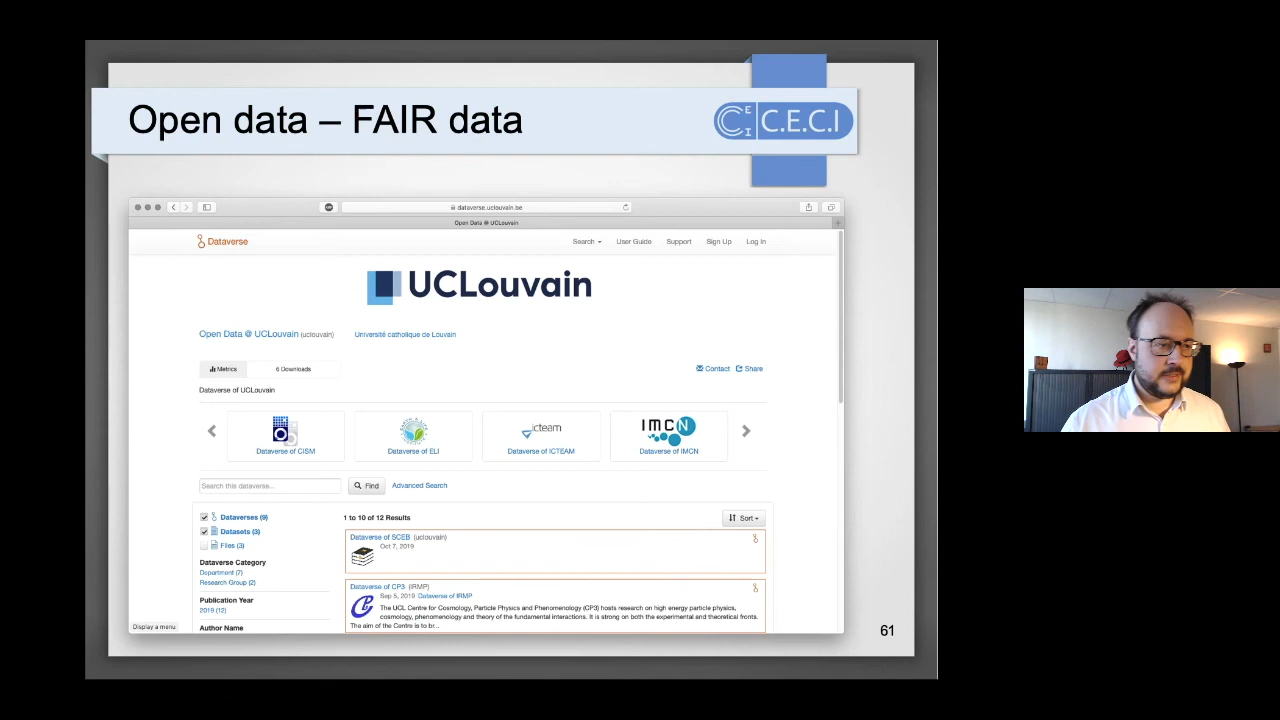 Open data – FAIR data
C.E.C.I
dataverse.uclouvain.be
Open Data @ UCLouvain
Dataverse
Search
User Guide
Support
Sign Up
Log In
UCLouvain
Open Data @ UCLouvain (uclouvain)
Université catholique de Louvain
Metrics
6 Downloads
Contact
Share
Dataverse of UCLouvain
icteam
IMCN
Dataverse of CISM
Dataverse of ELI
Dataverse of ICTEAM
Dataverse of IMCN
Search this dataverse...
Find
Advanced Search
Dataverses (9)
Datasets (3)
Files (3)
Dataverse Category
Department (7)
Research Group (2)
Publication Year
2019 (12)
Author Name
1 to 10 of 12 Results
Sort
Dataverse of SCEB (uclouvain)
Oct 7, 2019
Dataverse of CP3 (IRMP)
Sep 5, 2019 Dataverse of IRMP
The UCL Centre for Cosmology, Particle Physics and Phenomenology (CP3) hosts research on high energy particle physics,
cosmology, phenomenology and theory of the fundamental interactions. It is strong on both the experimental and theoretical fronts.
The aim of the Centre is to br...
Display a menu
61